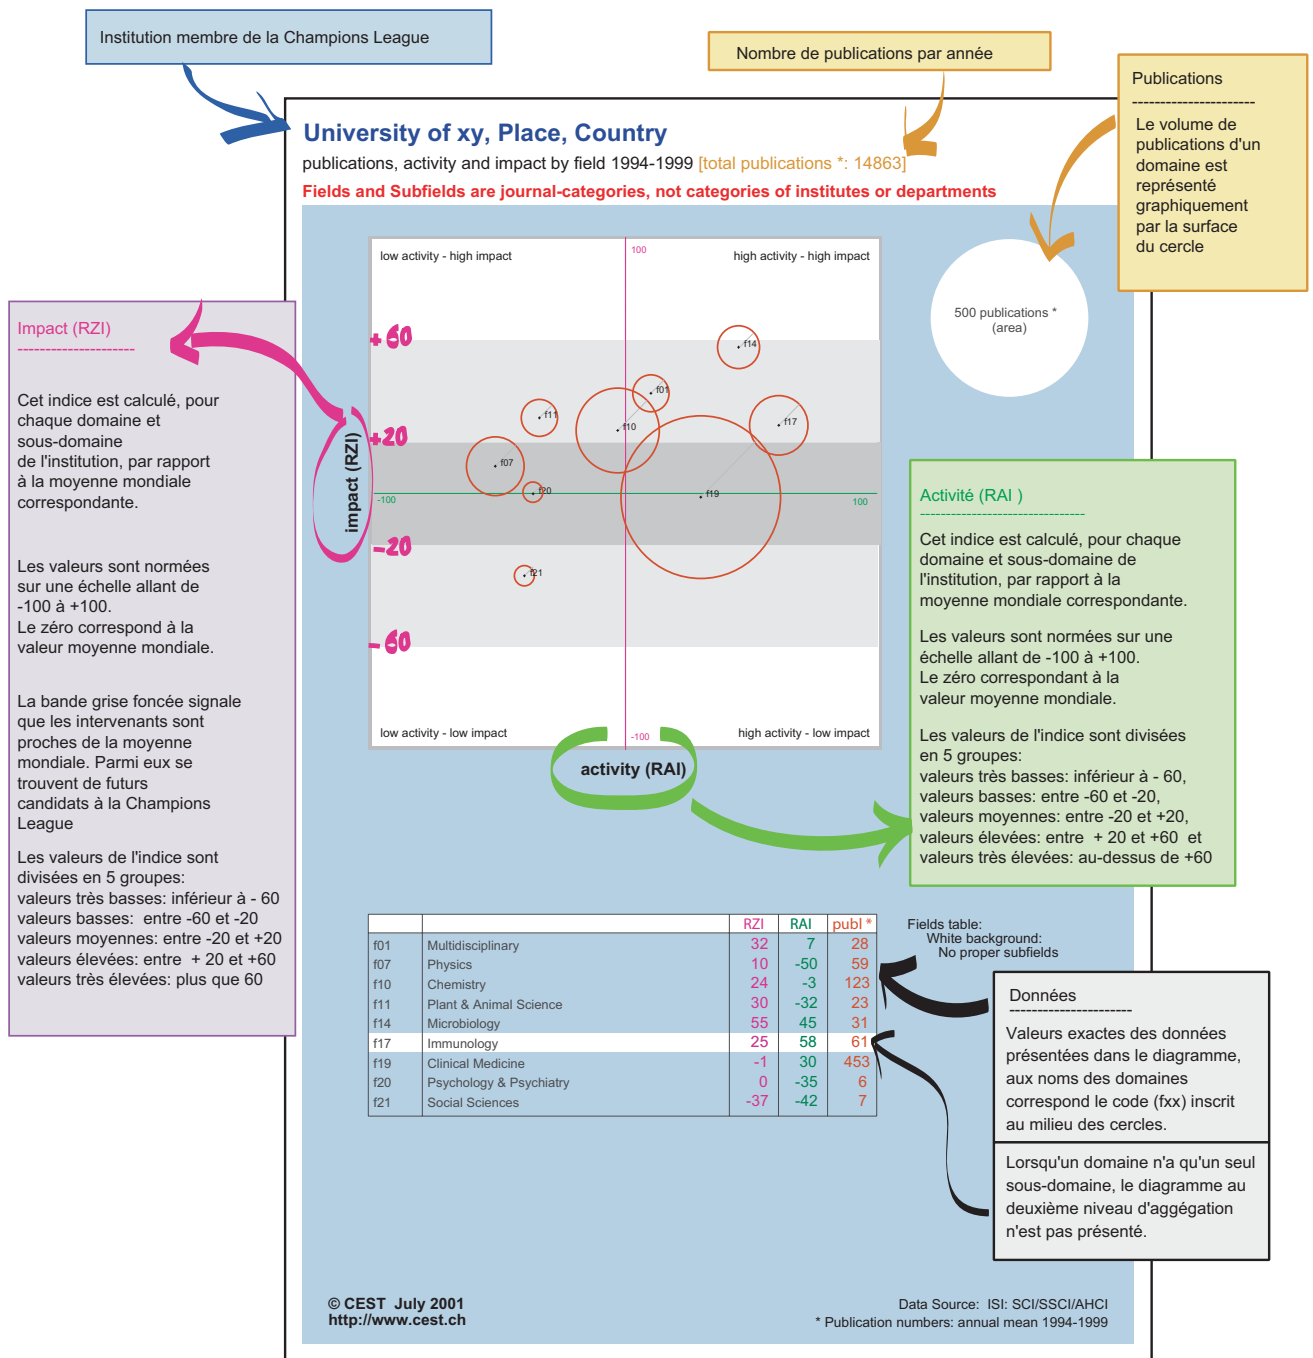 Institution membre de la Champions League
Nombre de publications par année
Publications
----------------------
Le volume de
publications d'un
domaine est
représenté
graphiquement
par la surface
du cercle
University of xy, Place, Country
publications, activity and impact by field 1994-1999 [total publications *: 14863]
Fields and Subfields are journal-categories, not categories of institutes or departments
low activity - high impact
100
high activity - high impact
500 publications *
(area)
+60
f14
f01
f11
f10
f17
+20
f07
f20
f19
-100
100
-20
f21
-60
low activity - low impact
-100
high activity - low impact
impact (RZI)
activity (RAI)
Impact (RZI)
---------------------
Cet indice est calculé, pour
chaque domaine et
sous-domaine
de l'institution, par rapport
à la moyenne mondiale
correspondante.
Les valeurs sont normées
sur une échelle allant de
-100 à +100.
Le zéro correspond à la
valeur moyenne mondiale.
La bande grise foncée signale
que les intervenants sont
proches de la moyenne
mondiale. Parmi eux se
trouvent de futurs
candidats à la Champions
League
Les valeurs de l'indice sont
divisées en 5 groupes:
valeurs très basses: inférieur à - 60
valeurs basses: entre -60 et -20
valeurs moyennes: entre -20 et +20
valeurs élevées: entre + 20 et +60
valeurs très élevées: plus que 60
Activité (RAI )
------------------------------
Cet indice est calculé, pour chaque
domaine et sous-domaine de
l'institution, par rapport à la
moyenne mondiale correspondante.
Les valeurs sont normées sur une
échelle allant de -100 à +100.
Le zéro correspondant à la
valeur moyenne mondiale.
Les valeurs de l'indice sont divisées
en 5 groupes:
valeurs très basses: inférieur à - 60,
valeurs basses: entre -60 et -20,
valeurs moyennes: entre -20 et +20,
valeurs élevées: entre + 20 et +60 et
valeurs très élevées: au-dessus de +60
RZI RAI publ *
f01 Multidisciplinary 32 7 28
f07 Physics 10 -50 59
f10 Chemistry 24 -3 123
f11 Plant & Animal Science 30 -32 23
f14 Microbiology 55 45 31
f17 Immunology 25 58 61
f19 Clinical Medicine -1 30 453
f20 Psychology & Psychiatry 0 -35 6
f21 Social Sciences -37 -42 7
Fields table:
White background:
No proper subfields
Données
----------------------
Valeurs exactes des données
présentées dans le diagramme,
aux noms des domaines
correspond le code (fxx) inscrit
au milieu des cercles.
Lorsqu'un domaine n'a qu'un seul
sous-domaine, le diagramme au
deuxième niveau d'aggégation
n'est pas présenté.
© CEST July 2001
http://www.cest.ch
Data Source: ISI: SCI/SSCI/AHCI
* Publication numbers: annual mean 1994-1999